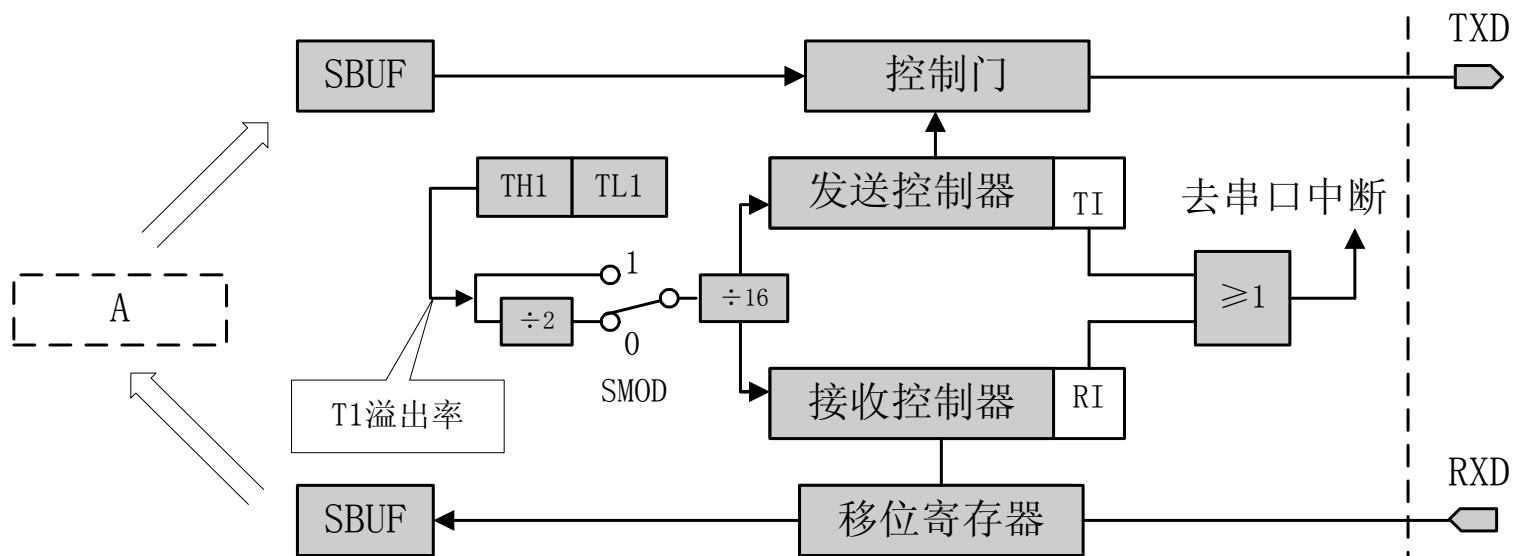 TXD
SBUF
控制门
TH1
TL1
发送控制器
TI
去串口中断
A
1
÷2
0
÷16
≥1
SMOD
T1溢出率
接收控制器
RI
RXD
SBUF
移位寄存器